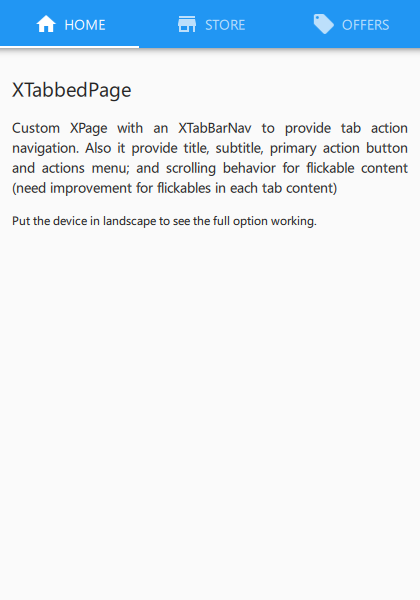 HOME STORE OFFERS
XTabbedPage
Custom XPage with an XTabBarNav to provide tab action
navigation. Also it provide title, subtitle, primary action button
and actions menu; and scrolling behavior for flickable content
(need improvement for flickables in each tab content)
Put the device in landscape to see the full option working.